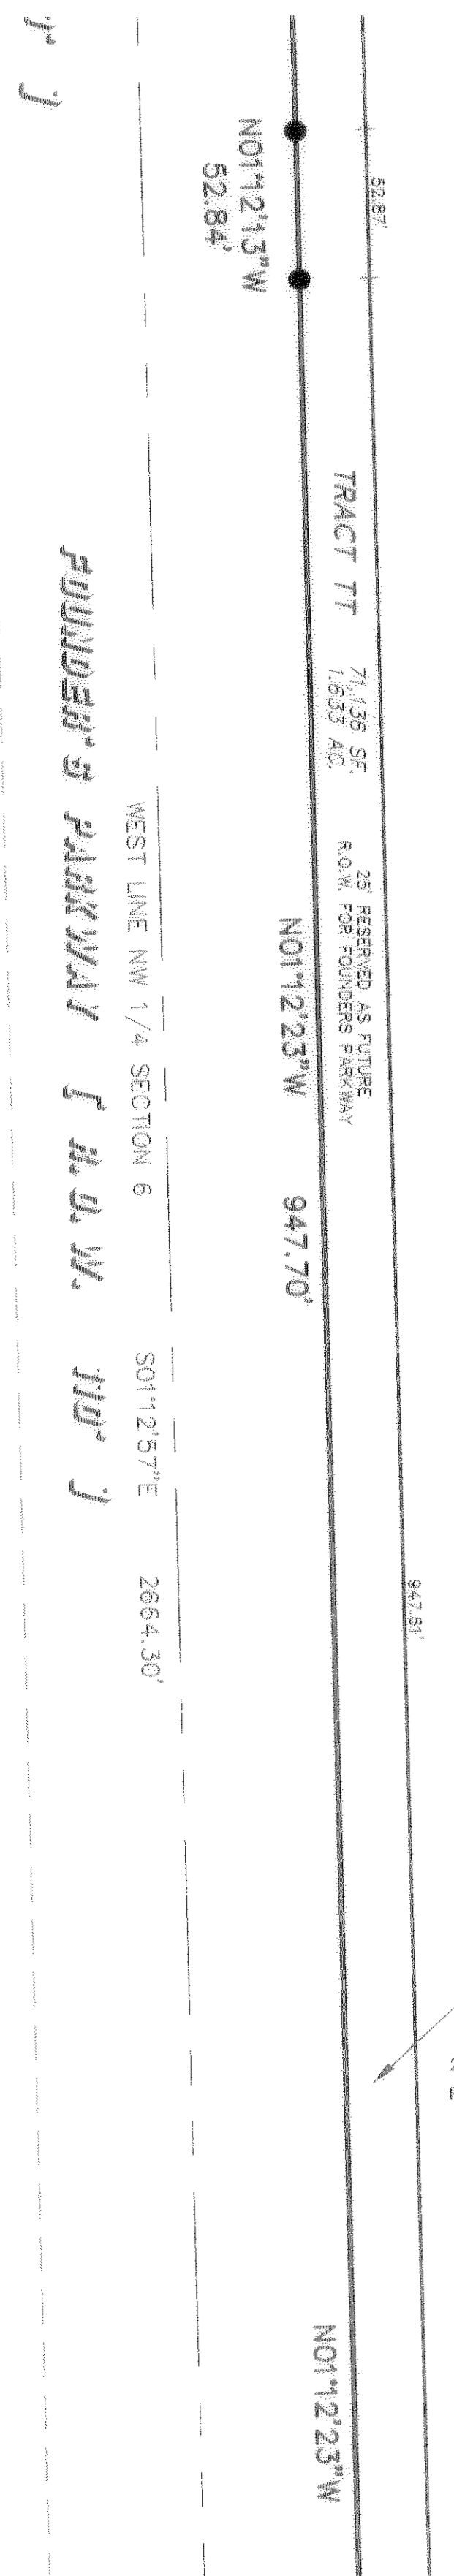 ' )
N01°12'13"W
52.84'
52.87'
TRACT TT
71,136 SF.
1.633 AC.
25' RESERVED AS FUTURE
R.O.W. FOR FOUNDERS PARKWAY
N01°12'23"W 947.70'
WEST LINE NW 1/4 SECTION 6 S01°12'57"E 2664.30'
FOUNDER'S PARKWAY ( R.O.W. 110' )
947.61'
N01°12'23"W